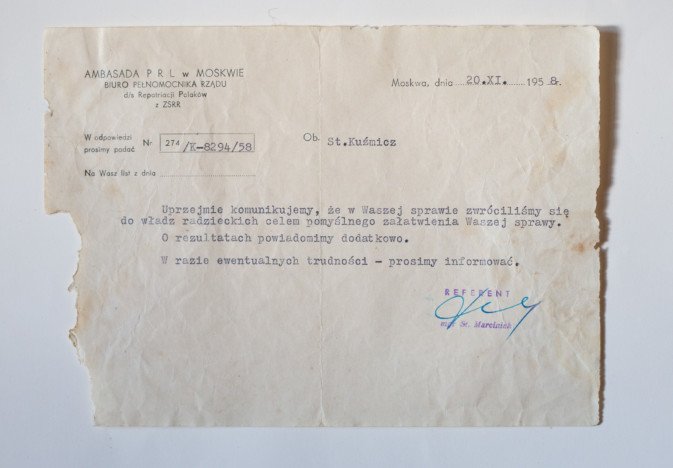 AMBASADA P R L w MOSKWIE
BIURO PEŁNOMOCNIKA RZĄDU
d/s Repatriacji Polaków
z ZSRR
Moskwa, dnia 20.XI. 1958.
W odpowiedzi
prosimy podać Nr 274/K-8294/58
Ob. St.Kuźmicz
Na Wasz list z dnia
Uprzejmie komunikujemy, że w Waszej sprawie zwróciliśmy się
do władz radzieckich celem pomyślnego załatwienia Waszej sprawy.
O rezultatach powiadomimy dodatkowo.
W razie ewentualnych trudności - prosimy informować.
REFERENT
mgr St. Marciniak